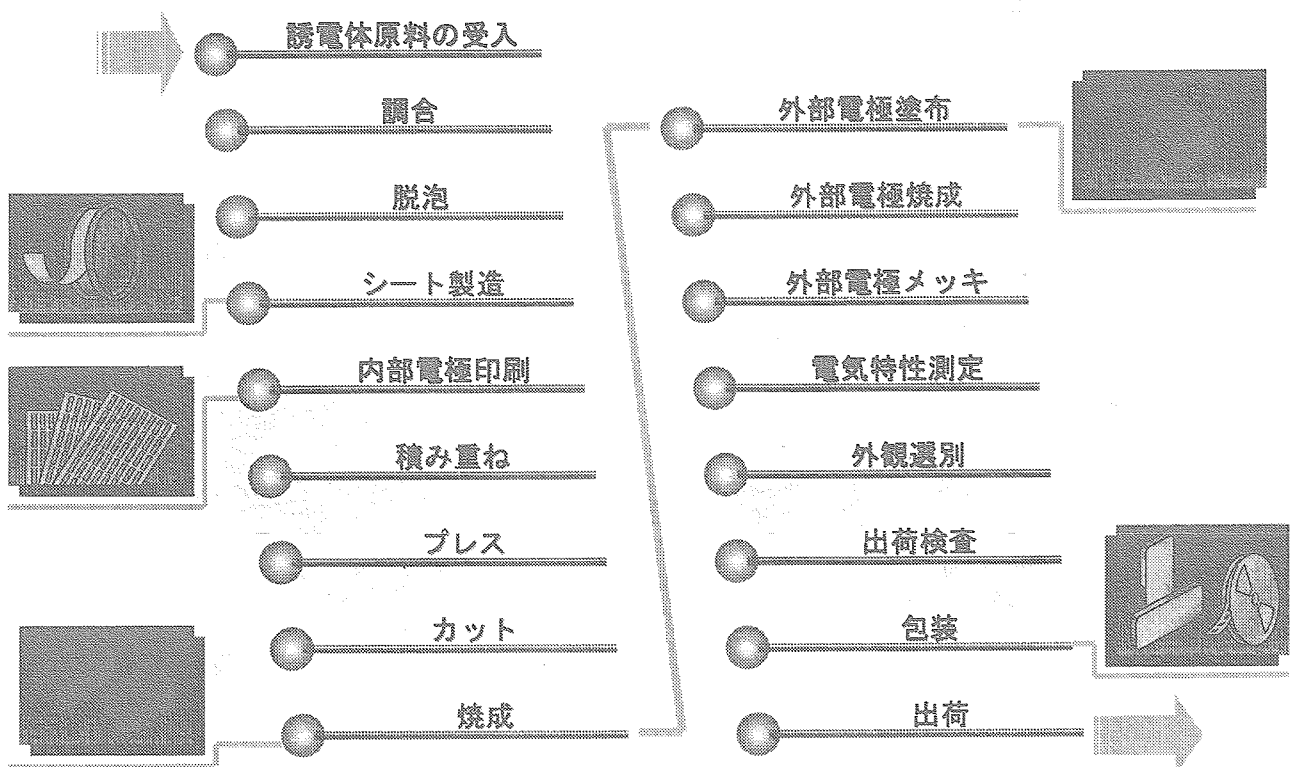 誘電体原料の受入
調合
脱泡
シート製造
内部電極印刷
積み重ね
プレス
カット
焼成
外部電極塗布
外部電極焼成
外部電極メッキ
電気特性測定
外観選別
出荷検査
包装
出荷